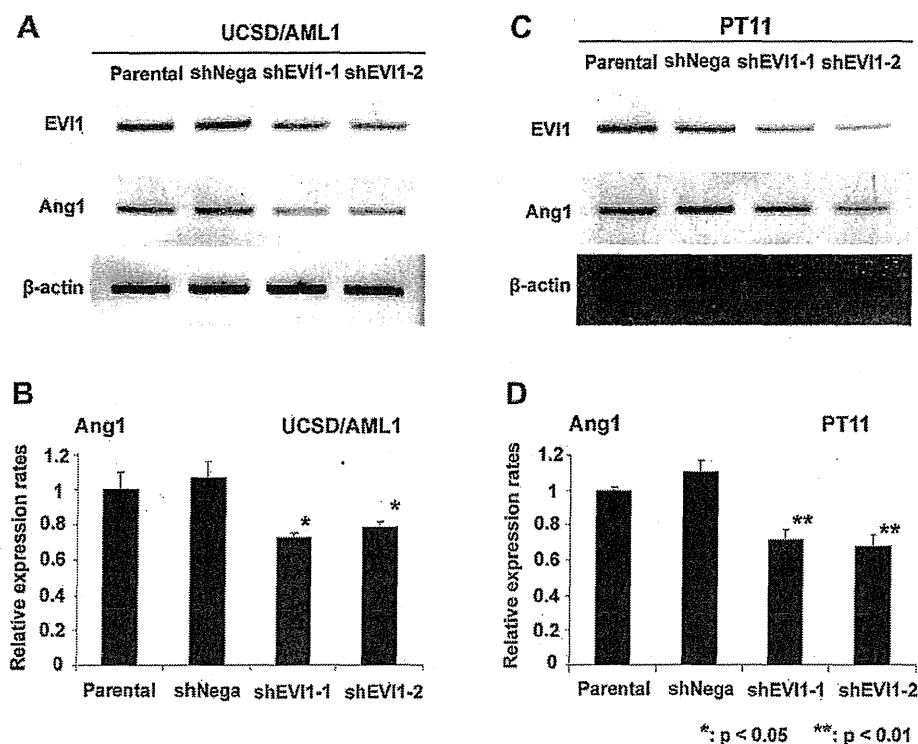 A
UCSD/AML1
Parental shNega shEVI1-1 shEVI1-2
EVI1
Ang1
β-actin
C
PT11
Parental shNega shEVI1-1 shEVI1-2
EVI1
Ang1
β-actin
B
Ang1 UCSD/AML1
Relative expression rates
1.2
1
0.8
0.6
0.4
0.2
0
* *
Parental shNega shEVI1-1 shEVI1-2
D
Ang1 PT11
Relative expression rates
1.2
1
0.8
0.6
0.4
0.2
0
** **
Parental shNega shEVI1-1 shEVI1-2
*: p < 0.05 **: p < 0.01